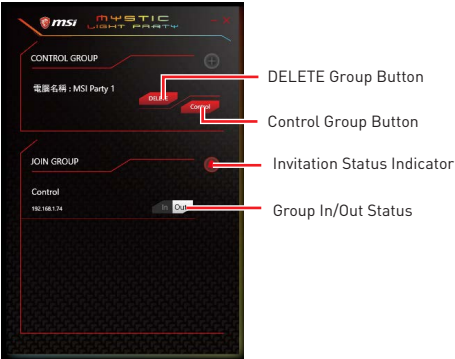 msi MYSTIC
LIGHT PARTY
CONTROL GROUP
電腦名稱 : MSI Party 1
DELETE
Control
JOIN GROUP
Control
192.168.1.74
In Out
DELETE Group Button
Control Group Button
Invitation Status Indicator
Group In/Out Status